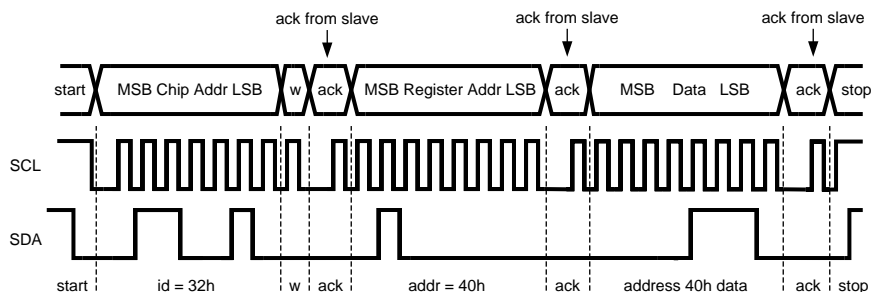 ack from slave ack from slave ack from slave
start MSB Chip Addr LSB w ack MSB Register Addr LSB ack MSB Data LSB ack stop
SCL
SDA
start id = 32h w ack addr = 40h ack address 40h data ack stop